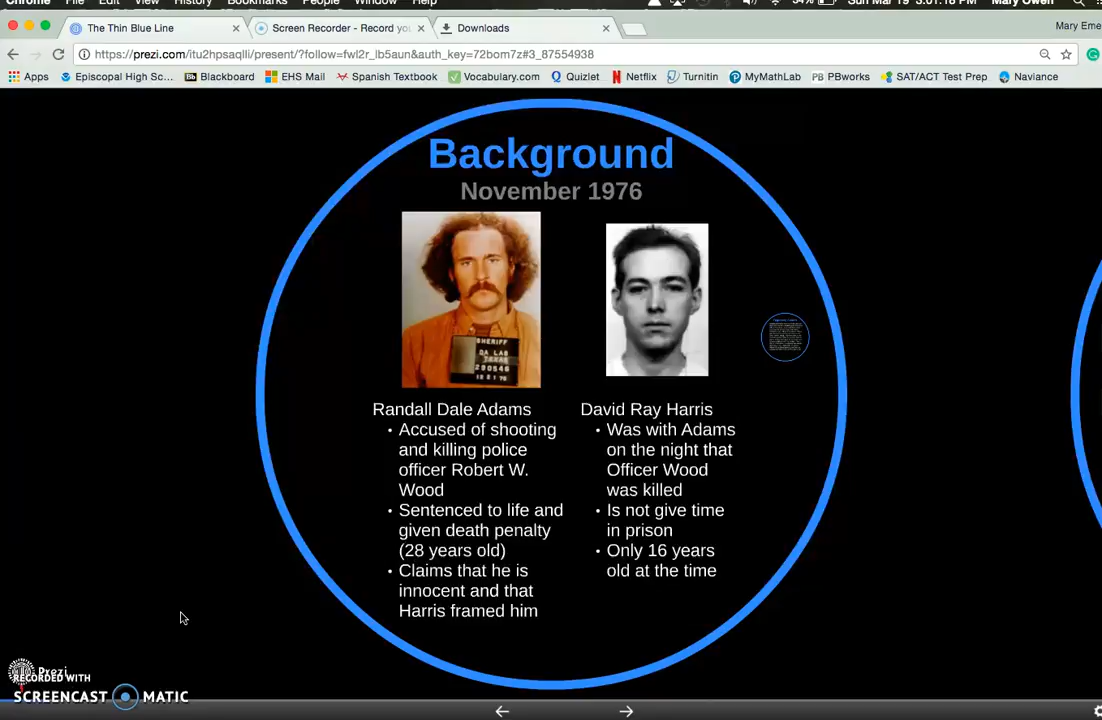 Chrome File Edit View History Bookmarks People Window Help 54% Sun Mar 19 3:01:18 PM Mary Owen
The Thin Blue Line
Screen Recorder - Record you
Downloads
Mary Eme
https://prezi.com/itu2hpsaqlli/present/?follow=fwl2r_lb5aun&auth_key=72bom7z#3_87554938
Apps Episcopal High Sc... Bb Blackboard EHS Mail Spanish Textbook Vocabulary.com Q Quizlet N Netflix Turnitin MyMathLab PB PBworks SAT/ACT Test Prep Naviance
Background
November 1976
SHERIFF
DALLAS
TEXAS
Randall Dale Adams
• Accused of shooting
and killing police
officer Robert W.
Wood
• Sentenced to life and
given death penalty
(28 years old)
• Claims that he is
innocent and that
Harris framed him
David Ray Harris
• Was with Adams
on the night that
Officer Wood
was killed
• Is not give time
in prison
• Only 16 years
old at the time
Prezi
RECORDED WITH
SCREENCAST MATIC